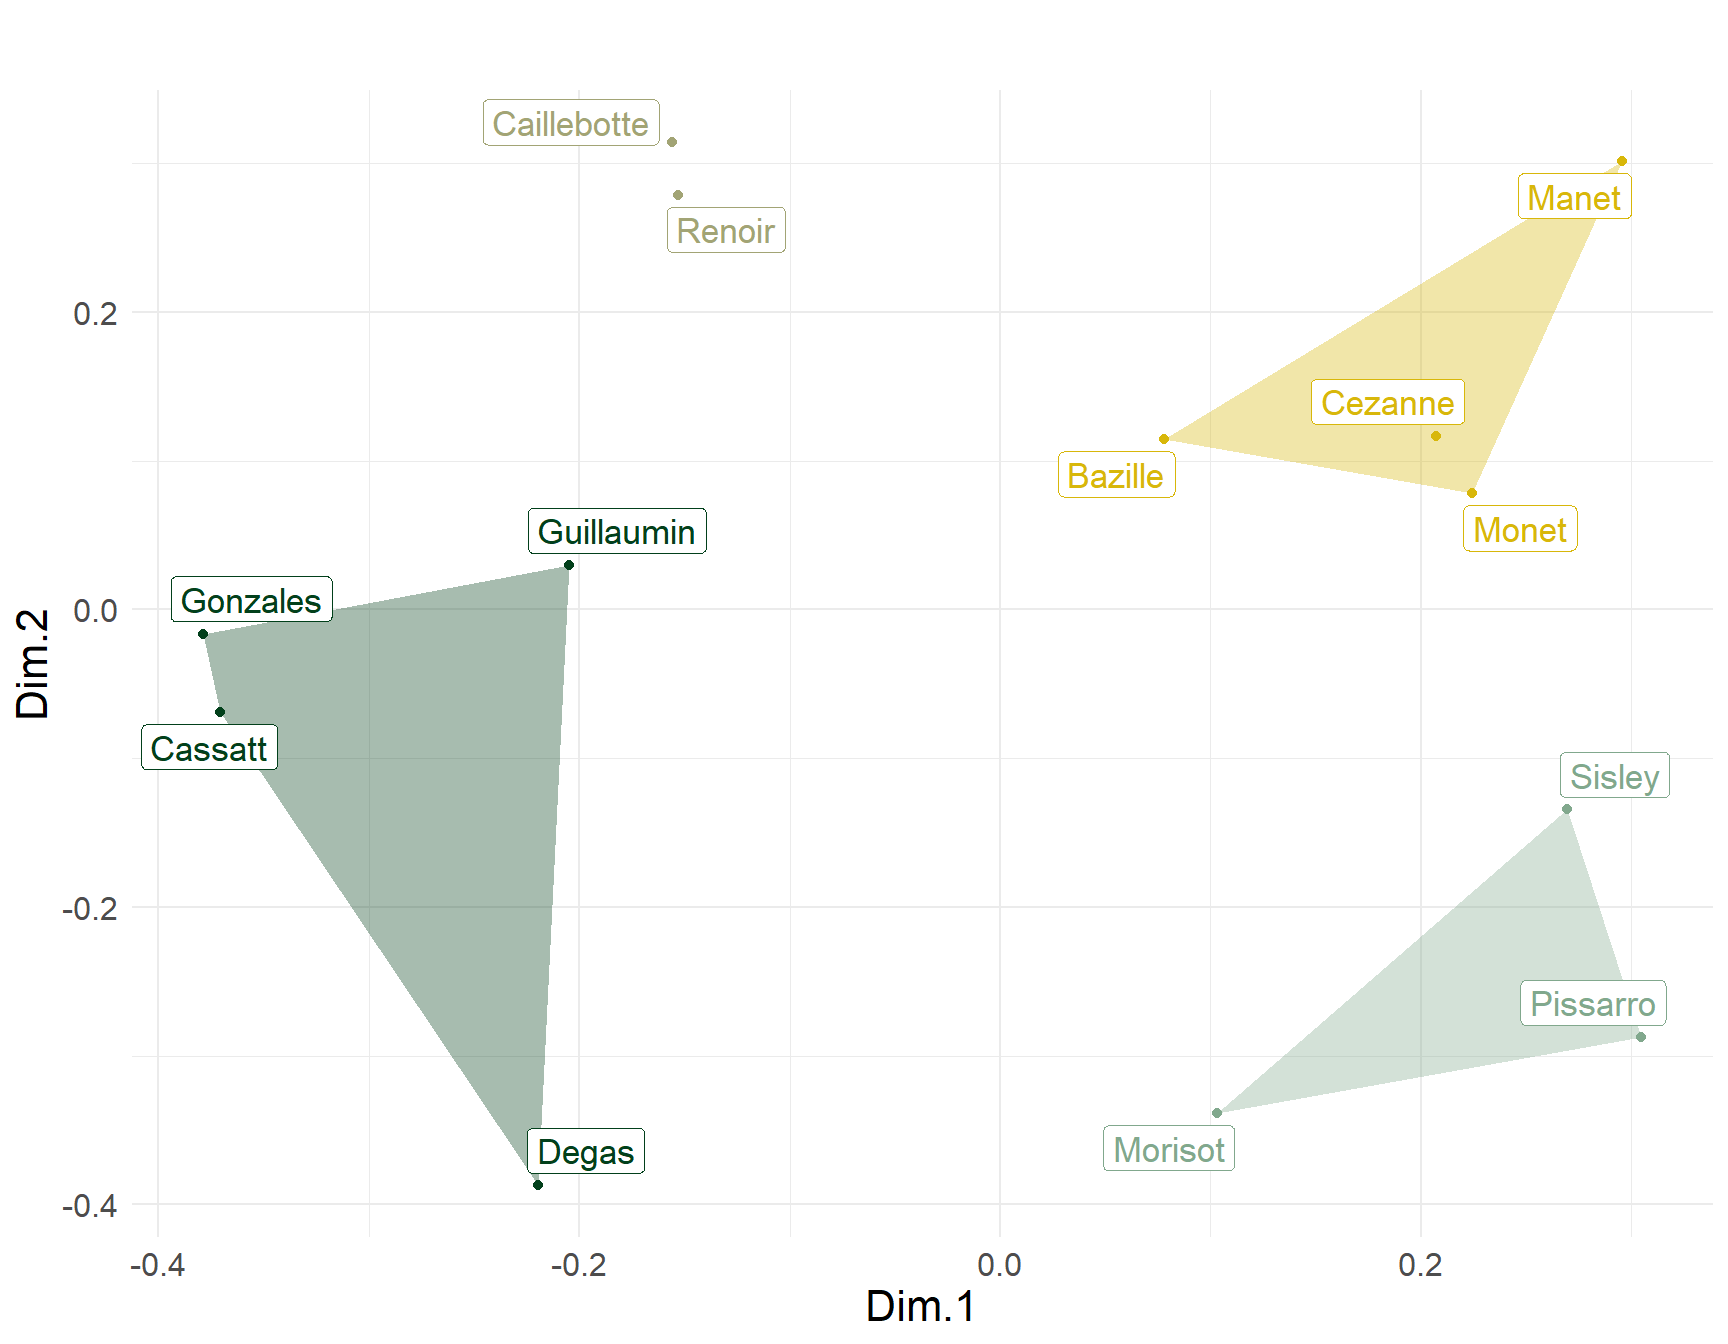 Caillebotte
Manet
Renoir
0.2
Cezanne
Bazille
Monet
Guillaumin
Gonzales
0.0
Dim.2
Cassatt
Sisley
-0.2
Pissarro
Morisot
Degas
-0.4
-0.4
-0.2
0.0
0.2
Dim.1